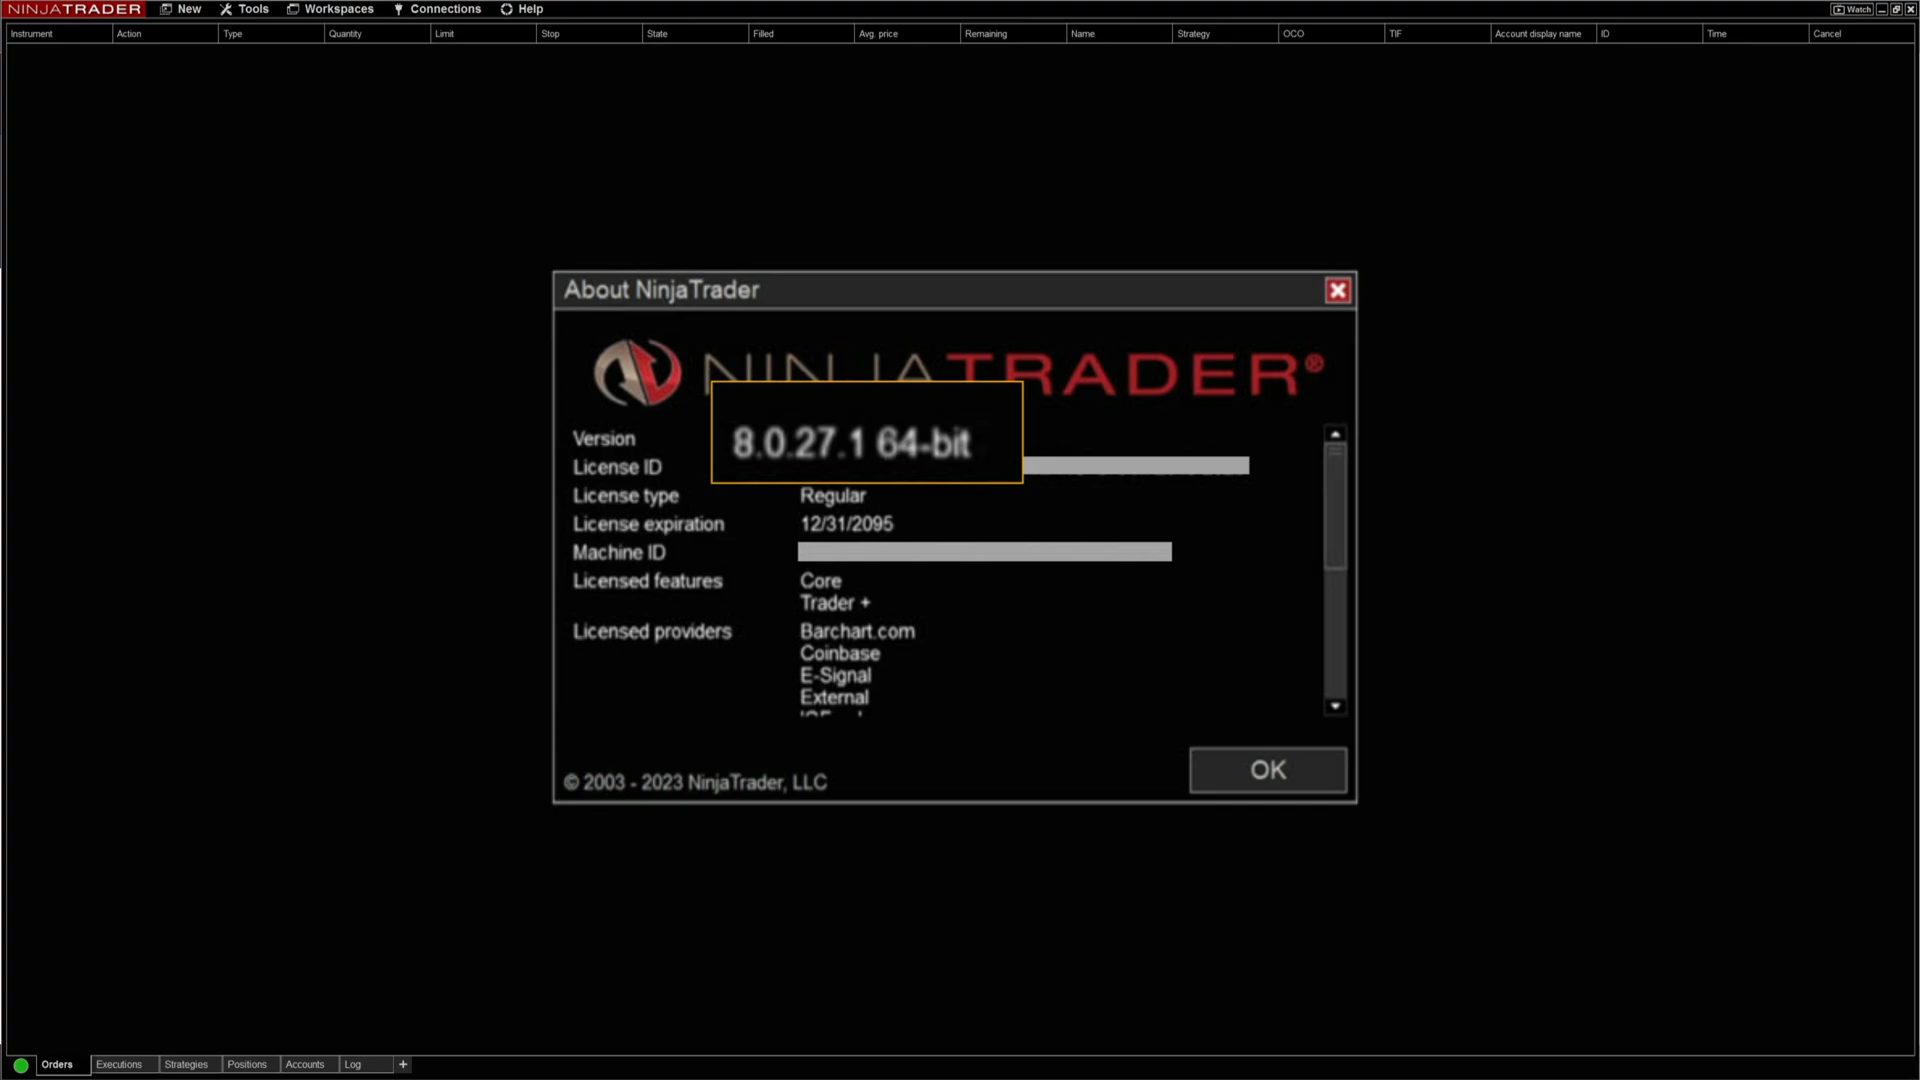 NINJATRADER New Tools Workspaces Connections Help Watch
Instrument Action Type Quantity Limit Stop State Filled Avg. price Remaining Name Strategy OCO TIF Account display name ID Time Cancel
About NinjaTrader
NINJATRADER®
Version 8.0.27.1 64-bit
License ID
License type Regular
License expiration 12/31/2095
Machine ID
Licensed features Core
Trader +
Licensed providers Barchart.com
Coinbase
E-Signal
External
OK
© 2003 - 2023 NinjaTrader, LLC
Orders Executions Strategies Positions Accounts Log +